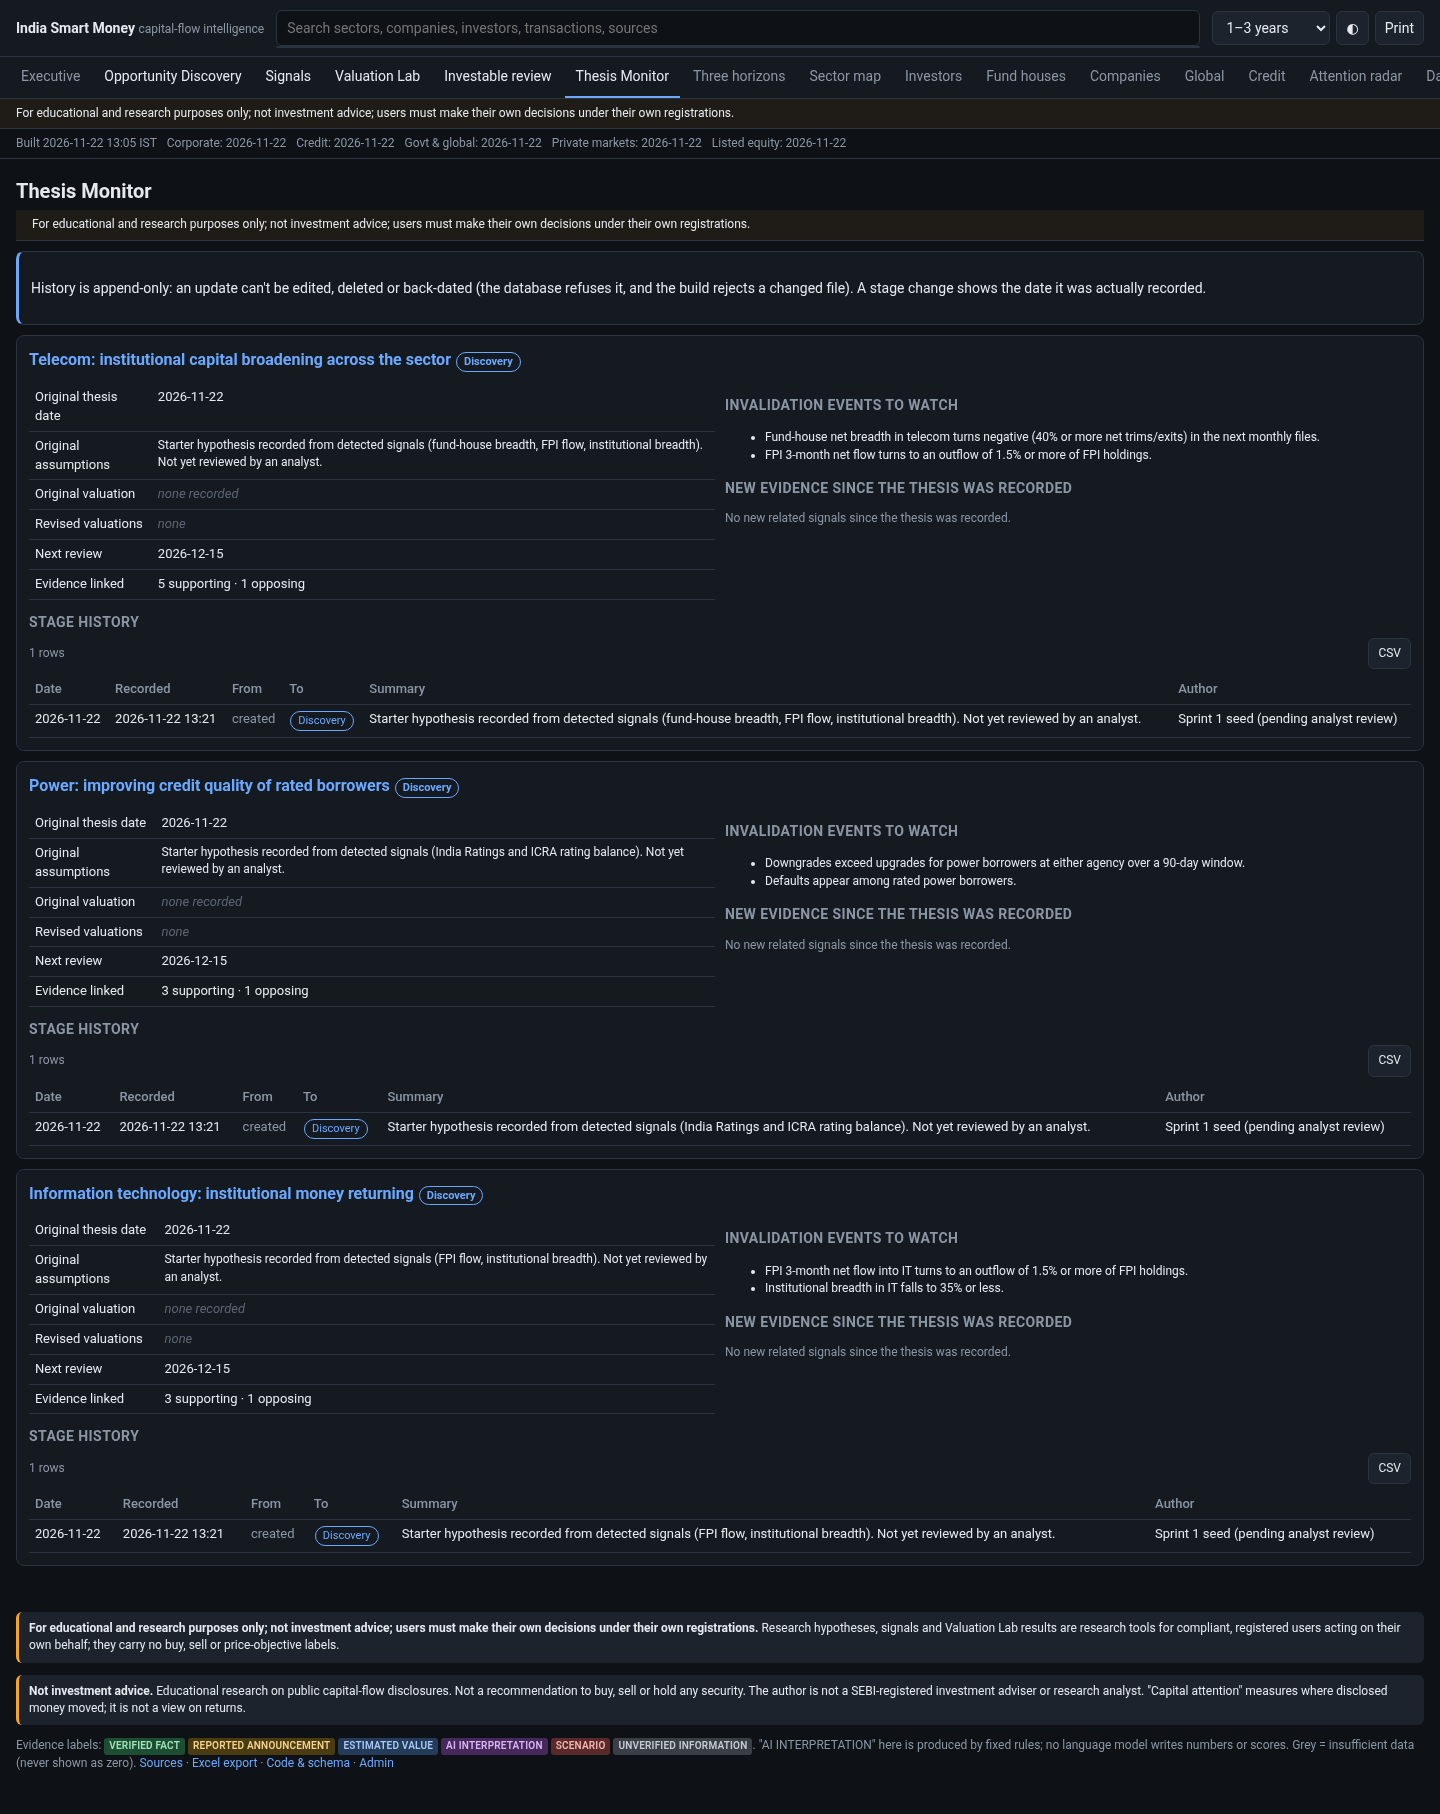 India Smart Money capital-flow intelligence
Search sectors, companies, investors, transactions, sources
1–3 years
Print
Executive Opportunity Discovery Signals Valuation Lab Investable review Thesis Monitor Three horizons Sector map Investors Fund houses Companies Global Credit Attention radar Da
For educational and research purposes only; not investment advice; users must make their own decisions under their own registrations.
Built 2026-11-22 13:05 IST Corporate: 2026-11-22 Credit: 2026-11-22 Govt & global: 2026-11-22 Private markets: 2026-11-22 Listed equity: 2026-11-22
Thesis Monitor
For educational and research purposes only; not investment advice; users must make their own decisions under their own registrations.
History is append-only: an update can't be edited, deleted or back-dated (the database refuses it, and the build rejects a changed file). A stage change shows the date it was actually recorded.
Telecom: institutional capital broadening across the sector Discovery
Original thesis date 2026-11-22
Original assumptions Starter hypothesis recorded from detected signals (fund-house breadth, FPI flow, institutional breadth). Not yet reviewed by an analyst.
Original valuation none recorded
Revised valuations none
Next review 2026-12-15
Evidence linked 5 supporting · 1 opposing
INVALIDATION EVENTS TO WATCH
• Fund-house net breadth in telecom turns negative (40% or more net trims/exits) in the next monthly files.
• FPI 3-month net flow turns to an outflow of 1.5% or more of FPI holdings.
NEW EVIDENCE SINCE THE THESIS WAS RECORDED
No new related signals since the thesis was recorded.
STAGE HISTORY
1 rows
CSV
Date Recorded From To Summary Author
2026-11-22 2026-11-22 13:21 created Discovery Starter hypothesis recorded from detected signals (fund-house breadth, FPI flow, institutional breadth). Not yet reviewed by an analyst. Sprint 1 seed (pending analyst review)
Power: improving credit quality of rated borrowers Discovery
Original thesis date 2026-11-22
Original assumptions Starter hypothesis recorded from detected signals (India Ratings and ICRA rating balance). Not yet reviewed by an analyst.
Original valuation none recorded
Revised valuations none
Next review 2026-12-15
Evidence linked 3 supporting · 1 opposing
INVALIDATION EVENTS TO WATCH
• Downgrades exceed upgrades for power borrowers at either agency over a 90-day window.
• Defaults appear among rated power borrowers.
NEW EVIDENCE SINCE THE THESIS WAS RECORDED
No new related signals since the thesis was recorded.
STAGE HISTORY
1 rows
CSV
Date Recorded From To Summary Author
2026-11-22 2026-11-22 13:21 created Discovery Starter hypothesis recorded from detected signals (India Ratings and ICRA rating balance). Not yet reviewed by an analyst. Sprint 1 seed (pending analyst review)
Information technology: institutional money returning Discovery
Original thesis date 2026-11-22
Original assumptions Starter hypothesis recorded from detected signals (FPI flow, institutional breadth). Not yet reviewed by an analyst.
Original valuation none recorded
Revised valuations none
Next review 2026-12-15
Evidence linked 3 supporting · 1 opposing
INVALIDATION EVENTS TO WATCH
• FPI 3-month net flow into IT turns to an outflow of 1.5% or more of FPI holdings.
• Institutional breadth in IT falls to 35% or less.
NEW EVIDENCE SINCE THE THESIS WAS RECORDED
No new related signals since the thesis was recorded.
STAGE HISTORY
1 rows
CSV
Date Recorded From To Summary Author
2026-11-22 2026-11-22 13:21 created Discovery Starter hypothesis recorded from detected signals (FPI flow, institutional breadth). Not yet reviewed by an analyst. Sprint 1 seed (pending analyst review)
For educational and research purposes only; not investment advice; users must make their own decisions under their own registrations. Research hypotheses, signals and Valuation Lab results are research tools for compliant, registered users acting on their
own behalf; they carry no buy, sell or price-objective labels.
Not investment advice. Educational research on public capital-flow disclosures. Not a recommendation to buy, sell or hold any security. The author is not a SEBI-registered investment adviser or research analyst. "Capital attention" measures where disclosed
money moved; it is not a view on returns.
Evidence labels: VERIFIED FACT REPORTED ANNOUNCEMENT ESTIMATED VALUE AI INTERPRETATION SCENARIO UNVERIFIED INFORMATION. "AI INTERPRETATION" here is produced by fixed rules; no language model writes numbers or scores. Grey = insufficient data
(never shown as zero). Sources · Excel export · Code & schema · Admin